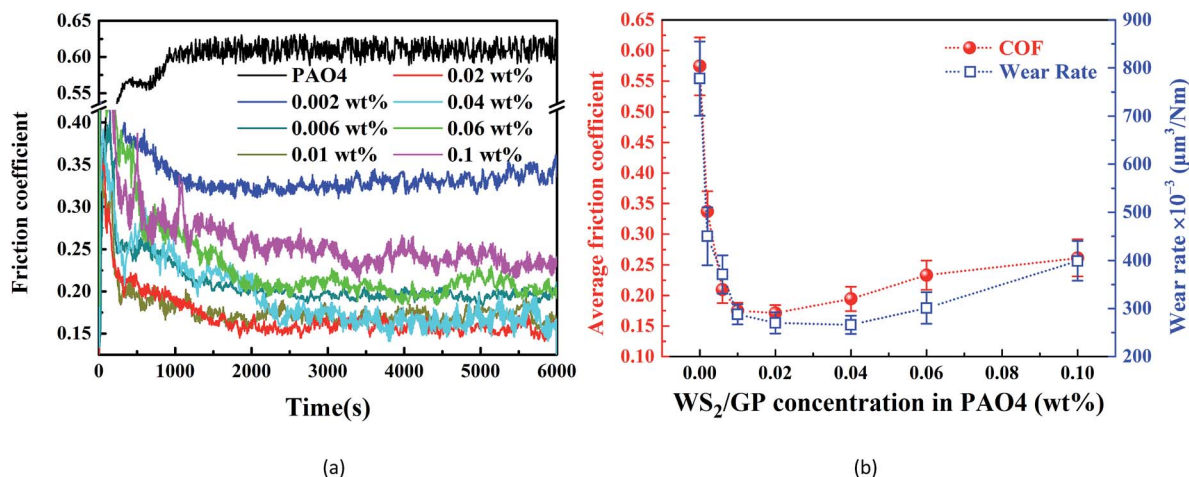 0.65
0.60
0.55
0.40
0.35
0.30
0.25
0.20
0.15
Friction coefficient
PAO4
0.002 wt%
0.006 wt%
0.01 wt%
0.02 wt%
0.04 wt%
0.06 wt%
0.1 wt%
0 1000 2000 3000 4000 5000 6000
Time(s)
(a)
0.65
0.60
0.55
0.50
0.45
0.40
0.35
0.30
0.25
0.20
0.15
0.10
Average friction coefficient
COF
Wear Rate
900
800
700
600
500
400
300
200
Wear rate ×10⁻³ (μm³/Nm)
0.00 0.02 0.04 0.06 0.08 0.10
WS₂/GP concentration in PAO4 (wt%)
(b)